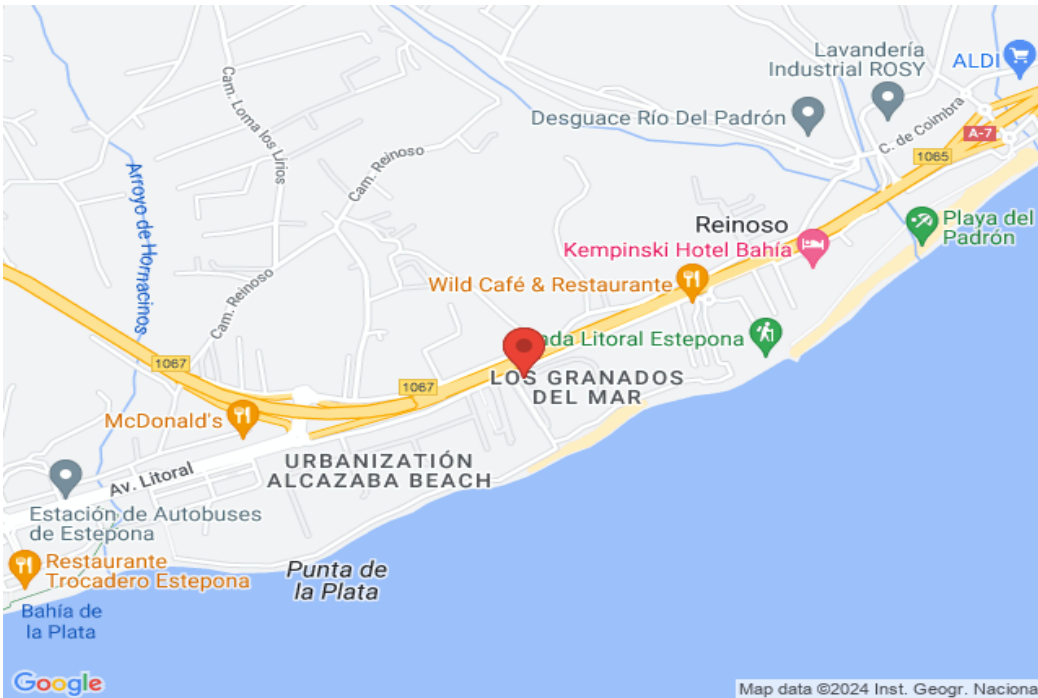 Lavandería
Industrial ROSY
ALDI
Desguace Río Del Padrón
C. de Coimbra
A-7
1065
Cam. Loma los Lirios
Cam. Reinoso
Arroyo de Hornacinos
Reinoso
Playa del
Padrón
Kempinski Hotel Bahía
Wild Café & Restaurante
Cam. Reinoso
nda Litoral Estepona
1067
1067
LOS GRANADOS
DEL MAR
McDonald's
URBANIZATIÓN
ALCAZABA BEACH
Av. Litoral
Estación de Autobuses
de Estepona
Restaurante
Trocadero Estepona
Punta de
la Plata
Bahía de
la Plata
Google
Map data ©2024 Inst. Geogr. Naciona